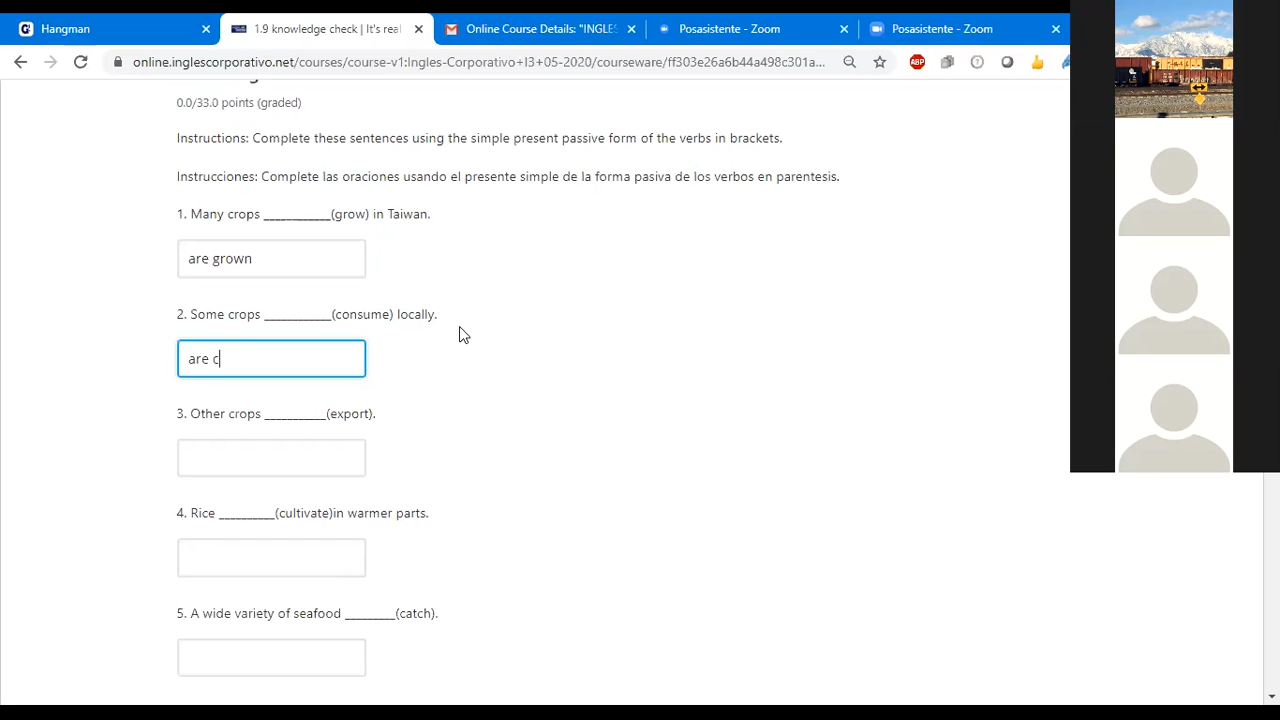 Hangman
1.9 knowledge check | It's real
Online Course Details: "INGLES
Posasistente - Zoom
Posasistente - Zoom
online.inglescorporativo.net/courses/course-v1:Ingles-Corporativo+I3+05-2020/courseware/ff303e26a6b44a498c301a...
ABP
0.0/33.0 points (graded)
Instructions: Complete these sentences using the simple present passive form of the verbs in brackets.
Instrucciones: Complete las oraciones usando el presente simple de la forma pasiva de los verbos en parentesis.
1. Many crops ____________(grow) in Taiwan.
are grown
2. Some crops ____________(consume) locally.
are c
3. Other crops ___________(export).
4. Rice __________(cultivate)in warmer parts.
5. A wide variety of seafood _________(catch).